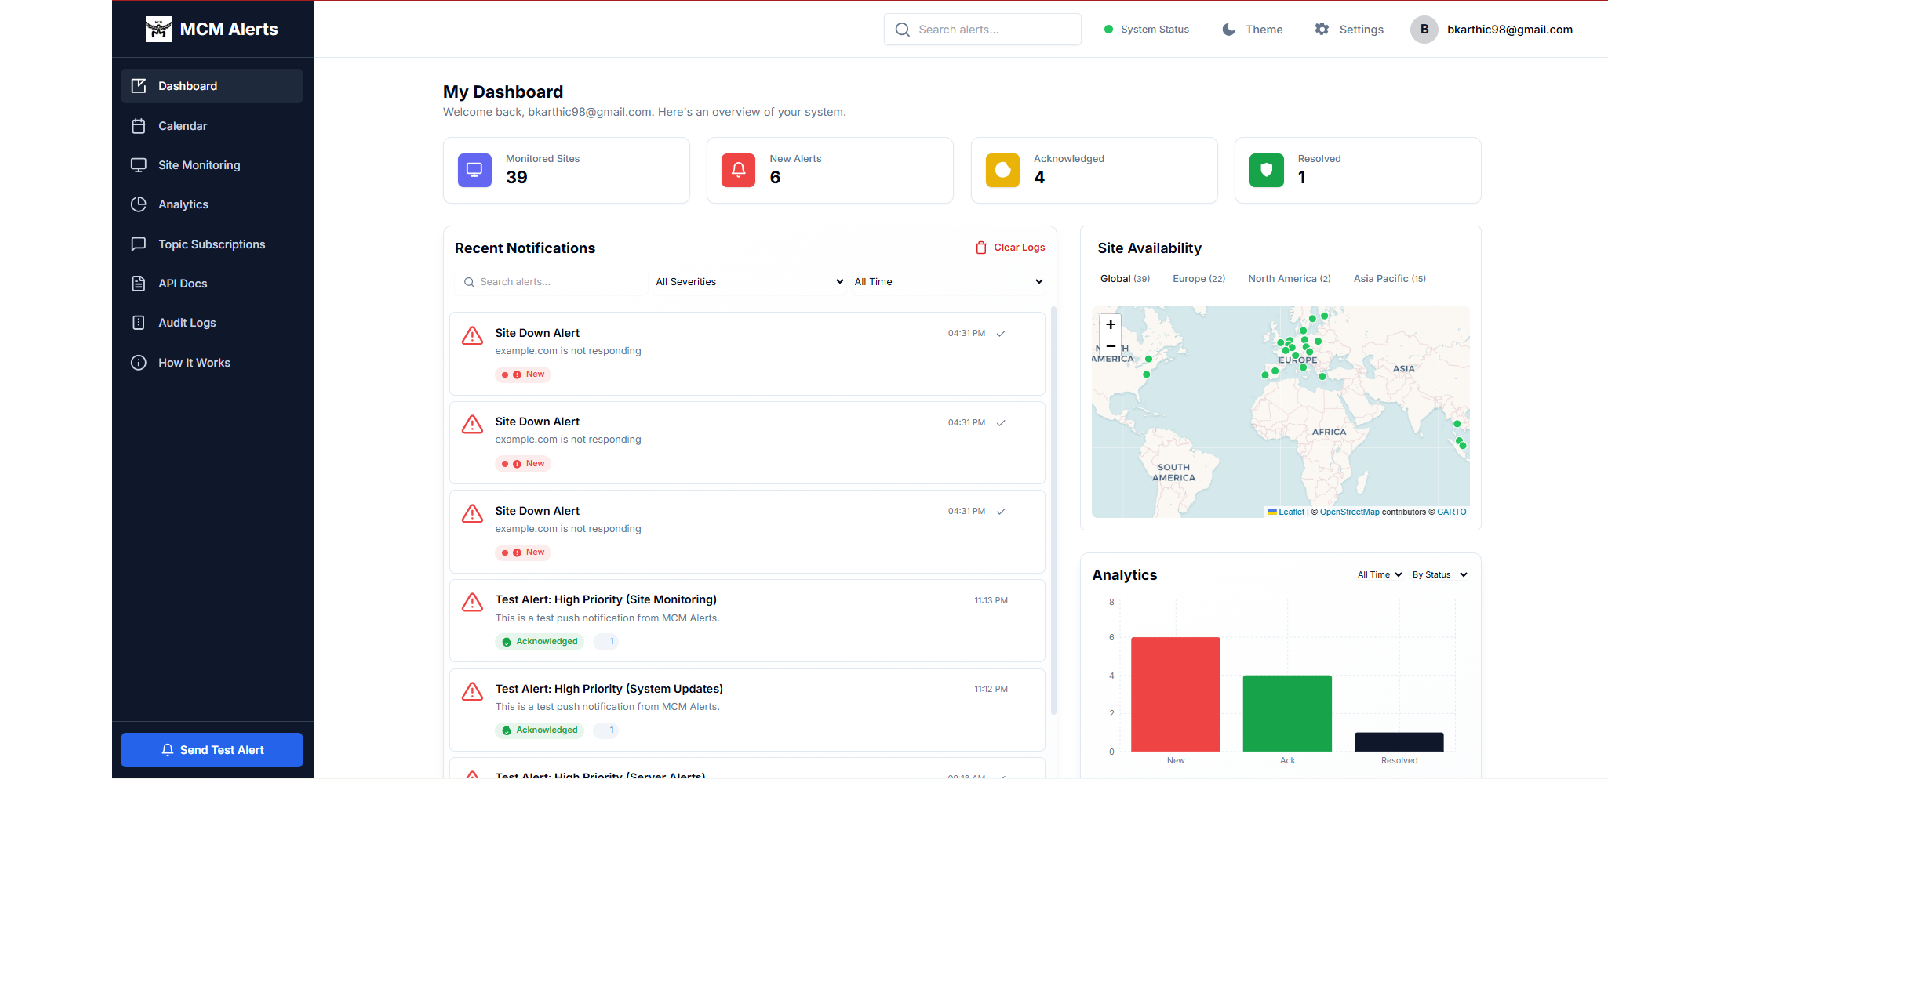 MCM Alerts
Search alerts...
System Status
Theme
Settings
B
bkarthic98@gmail.com
Dashboard
Calendar
Site Monitoring
Analytics
Topic Subscriptions
API Docs
Audit Logs
How It Works
Send Test Alert
My Dashboard
Welcome back, bkarthic98@gmail.com. Here's an overview of your system.
Monitored Sites
39
New Alerts
6
Acknowledged
4
Resolved
1
Recent Notifications
Clear Logs
Search alerts...
All Severities
All Time
Site Down Alert
04:31 PM
example.com is not responding
New
Site Down Alert
04:31 PM
example.com is not responding
New
Site Down Alert
04:31 PM
example.com is not responding
New
Test Alert: High Priority (Site Monitoring)
11:13 PM
This is a test push notification from MCM Alerts.
Acknowledged 1
Test Alert: High Priority (System Updates)
11:12 PM
This is a test push notification from MCM Alerts.
Acknowledged 1
Test Alert: High Priority (Server Alerts)
Site Availability
Global (39)
Europe (22)
North America (2)
Asia Pacific (15)
+
−
AMERICA
EUROPE
ASIA
AFRICA
SOUTH
AMERICA
Leaflet | © OpenStreetMap contributors © CARTO
Analytics
All Time
By Status
8
6
4
2
0
New
Ack
Resolved